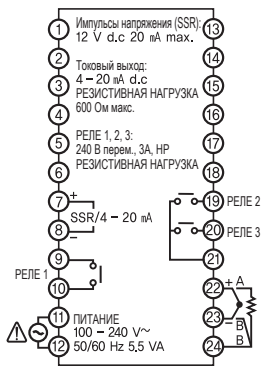 1 Импульсы напряжения (SSR): 13
12 V d.c 20 mA max.
2 14
Токовый выход:
3 4 – 20 mA d.c 15
РЕЗИСТИВНАЯ НАГРУЗКА
4 600 Ом макс. 16
5 РЕЛЕ 1, 2, 3: 17
240 В перем., 3А, НР
6 РЕЗИСТИВНАЯ НАГРУЗКА 18
7 + 19 РЕЛЕ 2
SSR/4 – 20 mA
8 – 20 РЕЛЕ 3
9 21
РЕЛЕ 1
10 22 + A
11 ПИТАНИЕ 23 – B
100 – 240 V~
12 50/60 Hz 5.5 VA 24 B